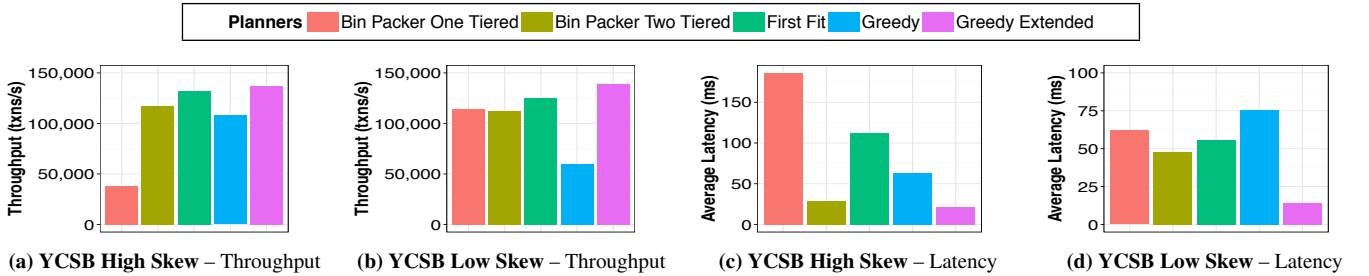 Planners Bin Packer One Tiered Bin Packer Two Tiered First Fit Greedy Greedy Extended
Throughput (txns/s)
150,000
100,000
50,000
0
(a) YCSB High Skew – Throughput
Throughput (txns/s)
150,000
100,000
50,000
0
(b) YCSB Low Skew – Throughput
Average Latency (ms)
150
100
50
0
(c) YCSB High Skew – Latency
Average Latency (ms)
100
75
50
25
0
(d) YCSB Low Skew – Latency